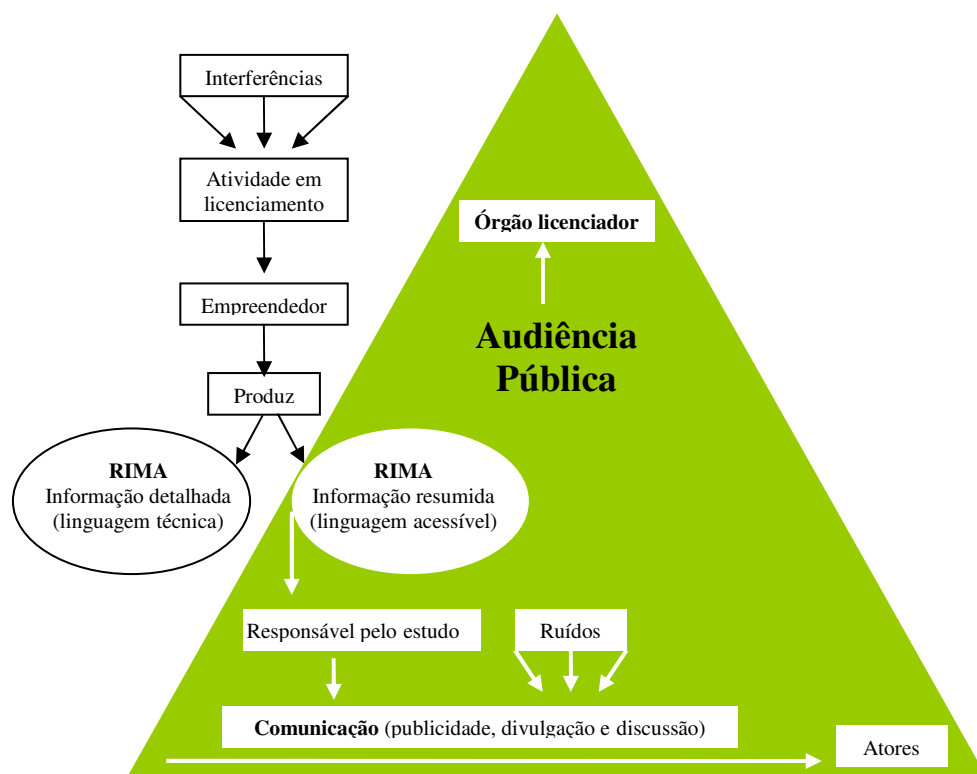 Interferências
Atividade em
licenciamento
Empreendedor
Produz
RIMA
Informação detalhada
(linguagem técnica)
RIMA
Informação resumida
(linguagem acessível)
Órgão licenciador
Audiência
Pública
Responsável pelo estudo
Ruídos
Comunicação (publicidade, divulgação e discussão)
Atores